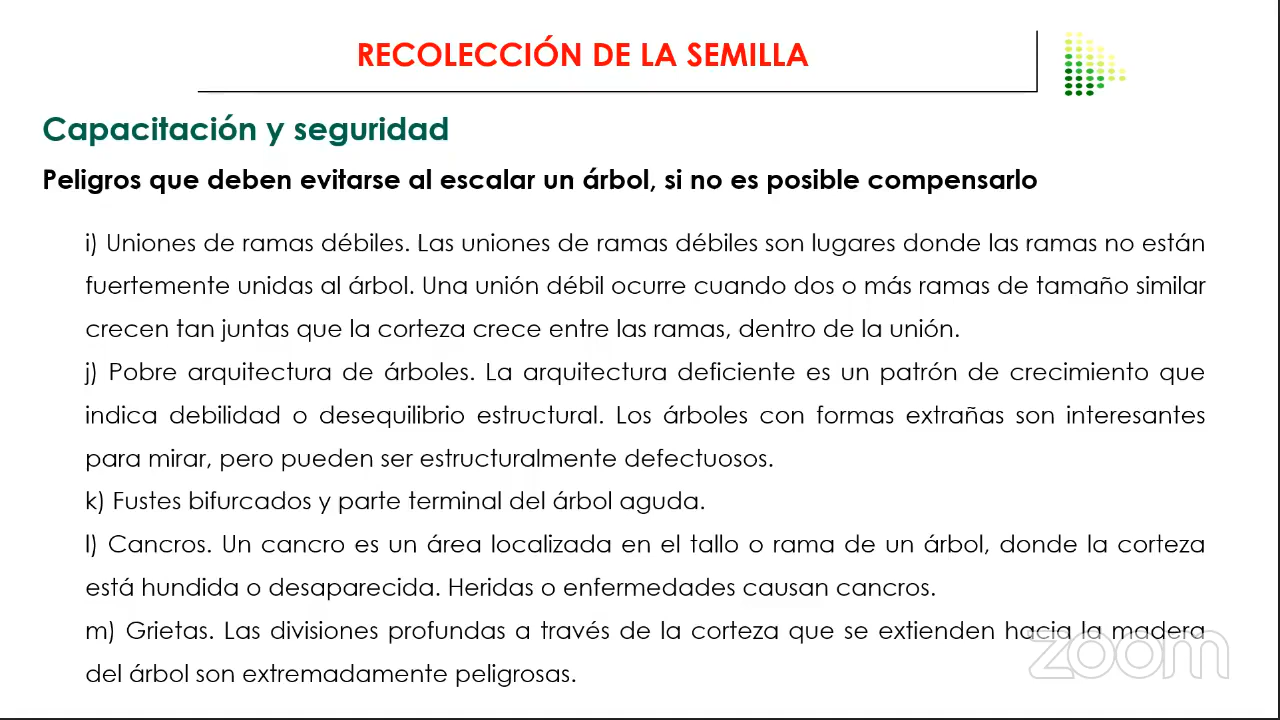 RECOLECCIÓN DE LA SEMILLA
Capacitación y seguridad
Peligros que deben evitarse al escalar un árbol, si no es posible compensarlo
i) Uniones de ramas débiles. Las uniones de ramas débiles son lugares donde las ramas no están
fuertemente unidas al árbol. Una unión débil ocurre cuando dos o más ramas de tamaño similar
crecen tan juntas que la corteza crece entre las ramas, dentro de la unión.
j) Pobre arquitectura de árboles. La arquitectura deficiente es un patrón de crecimiento que
indica debilidad o desequilibrio estructural. Los árboles con formas extrañas son interesantes
para mirar, pero pueden ser estructuralmente defectuosos.
k) Fustes bifurcados y parte terminal del árbol aguda.
l) Cancros. Un cancro es un área localizada en el tallo o rama de un árbol, donde la corteza
está hundida o desaparecida. Heridas o enfermedades causan cancros.
m) Grietas. Las divisiones profundas a través de la corteza que se extienden hacia la madera
del árbol son extremadamente peligrosas.
zoom